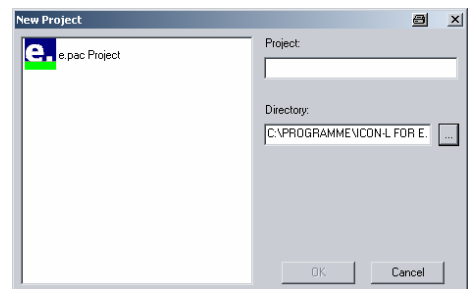 New Project
e. e.pac Project
Project:
Directory:
C:\PROGRAMME\ICON-L FOR E.
...
OK
Cancel